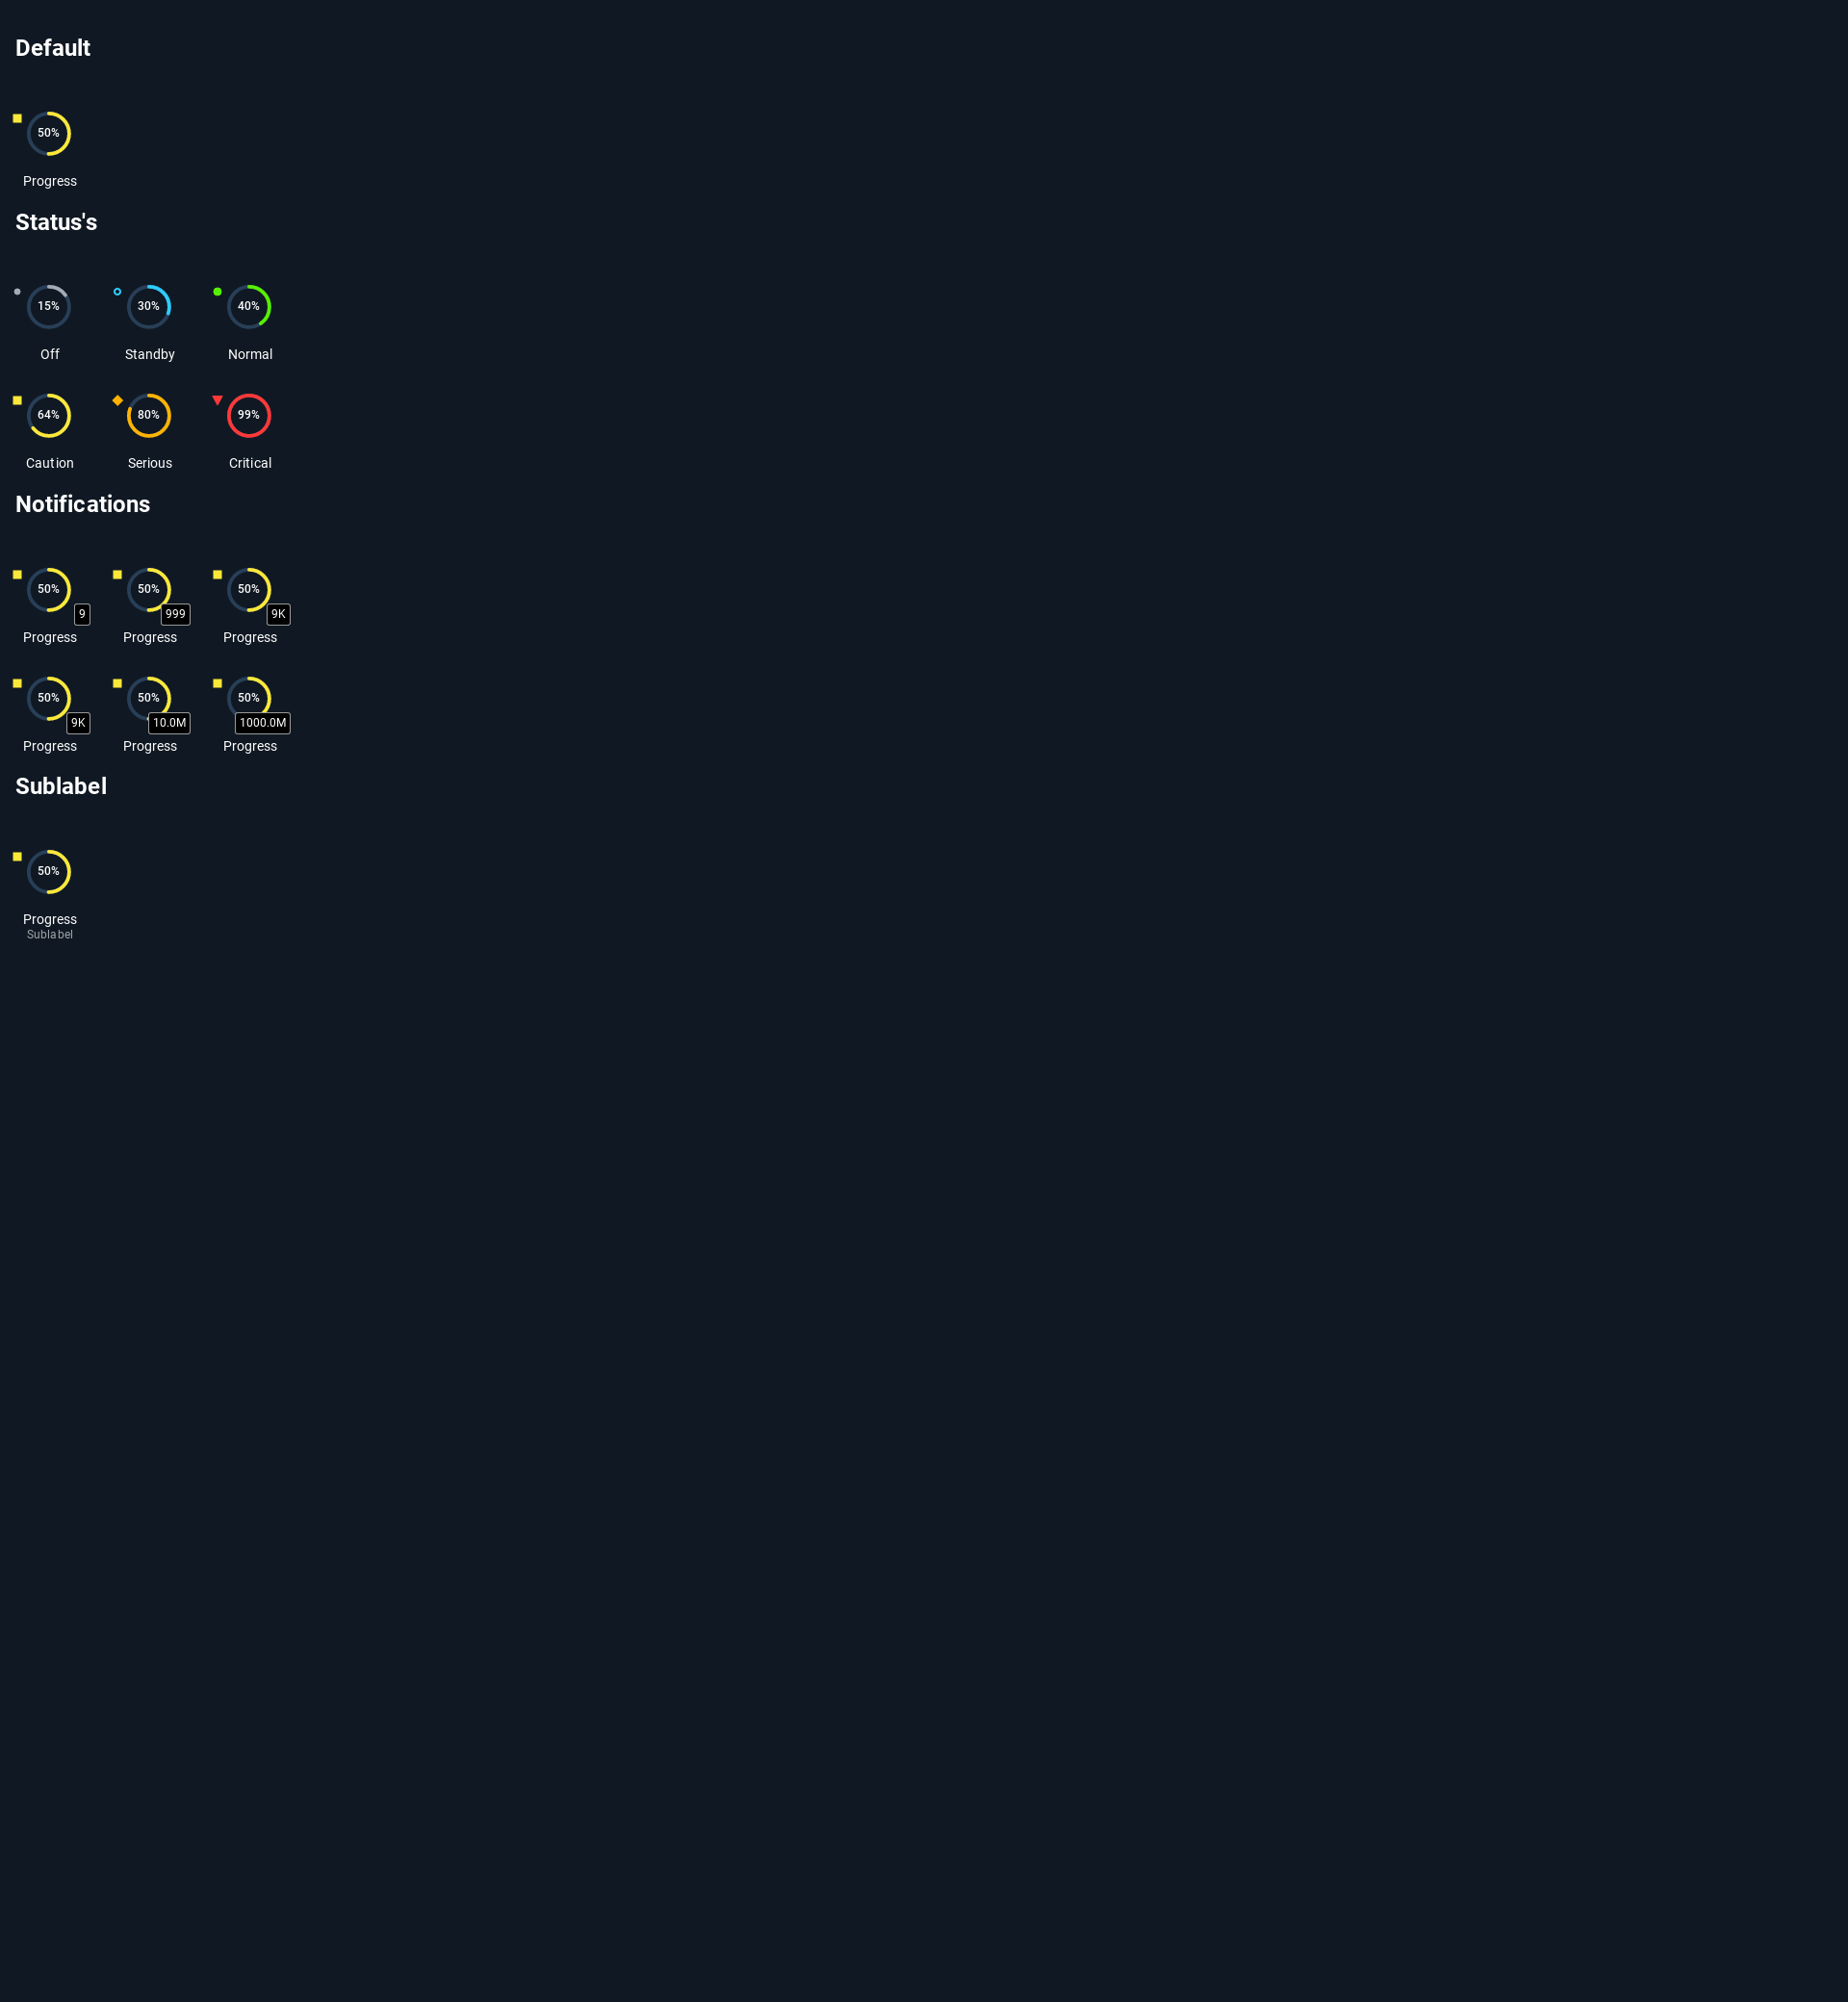 Default
50%
Progress
Status's
15% 30% 40%
Off Standby Normal
64% 80% 99%
Caution Serious Critical
Notifications
50% 50% 50%
9 999 9K
Progress Progress Progress
50% 50% 50%
9K 10.0M 1000.0M
Progress Progress Progress
Sublabel
50%
Progress
Sublabel